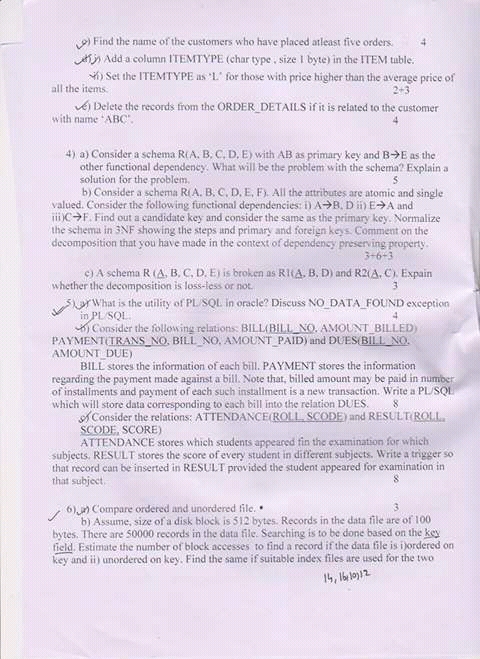 c) Find the name of the customers who have placed atleast five orders. 4
d) i) Add a column ITEMTYPE (char type , size 1 byte) in the ITEM table.
ii) Set the ITEMTYPE as ‘L’ for those with price higher than the average price of
all the items. 2+3
e) Delete the records from the ORDER_DETAILS if it is related to the customer
with name ‘ABC’. 4
4) a) Consider a schema R(A, B, C, D, E) with AB as primary key and B→E as the
other functional dependency. What will be the problem with the schema? Explain a
solution for the problem. 5
b) Consider a schema R(A, B, C, D, E, F). All the attributes are atomic and single
valued. Consider the following functional dependencies: i) A→B, D ii) E→A and
iii)C→F. Find out a candidate key and consider the same as the primary key. Normalize
the schema in 3NF showing the steps and primary and foreign keys. Comment on the
decomposition that you have made in the context of dependency preserving property.
3+6+3
c) A schema R (A, B, C, D, E) is broken as R1(A, B, D) and R2(A, C). Expain
whether the decomposition is loss-less or not. 3
5) a) What is the utility of PL/SQL in oracle? Discuss NO_DATA_FOUND exception
in PL/SQL. 4
b) Consider the following relations: BILL(BILL_NO, AMOUNT_BILLED)
PAYMENT(TRANS_NO, BILL_NO, AMOUNT_PAID) and DUES(BILL_NO,
AMOUNT_DUE)
BILL stores the information of each bill. PAYMENT stores the information
regarding the payment made against a bill. Note that, billed amount may be paid in number
of installments and payment of each such installment is a new transaction. Write a PL/SQL
which will store data corresponding to each bill into the relation DUES. 8
c) Consider the relations: ATTENDANCE(ROLL, SCODE) and RESULT(ROLL,
SCODE, SCORE)
ATTENDANCE stores which students appeared fin the examination for which
subjects. RESULT stores the score of every student in different subjects. Write a trigger so
that record can be inserted in RESULT provided the student appeared for examination in
that subject. 8
6) a) Compare ordered and unordered file. 3
b) Assume, size of a disk block is 512 bytes. Records in the data file are of 100
bytes. There are 50000 records in the data file. Searching is to be done based on the key
field. Estimate the number of block accesses to find a record if the data file is i)ordered on
key and ii) unordered on key. Find the same if suitable index files are used for the two